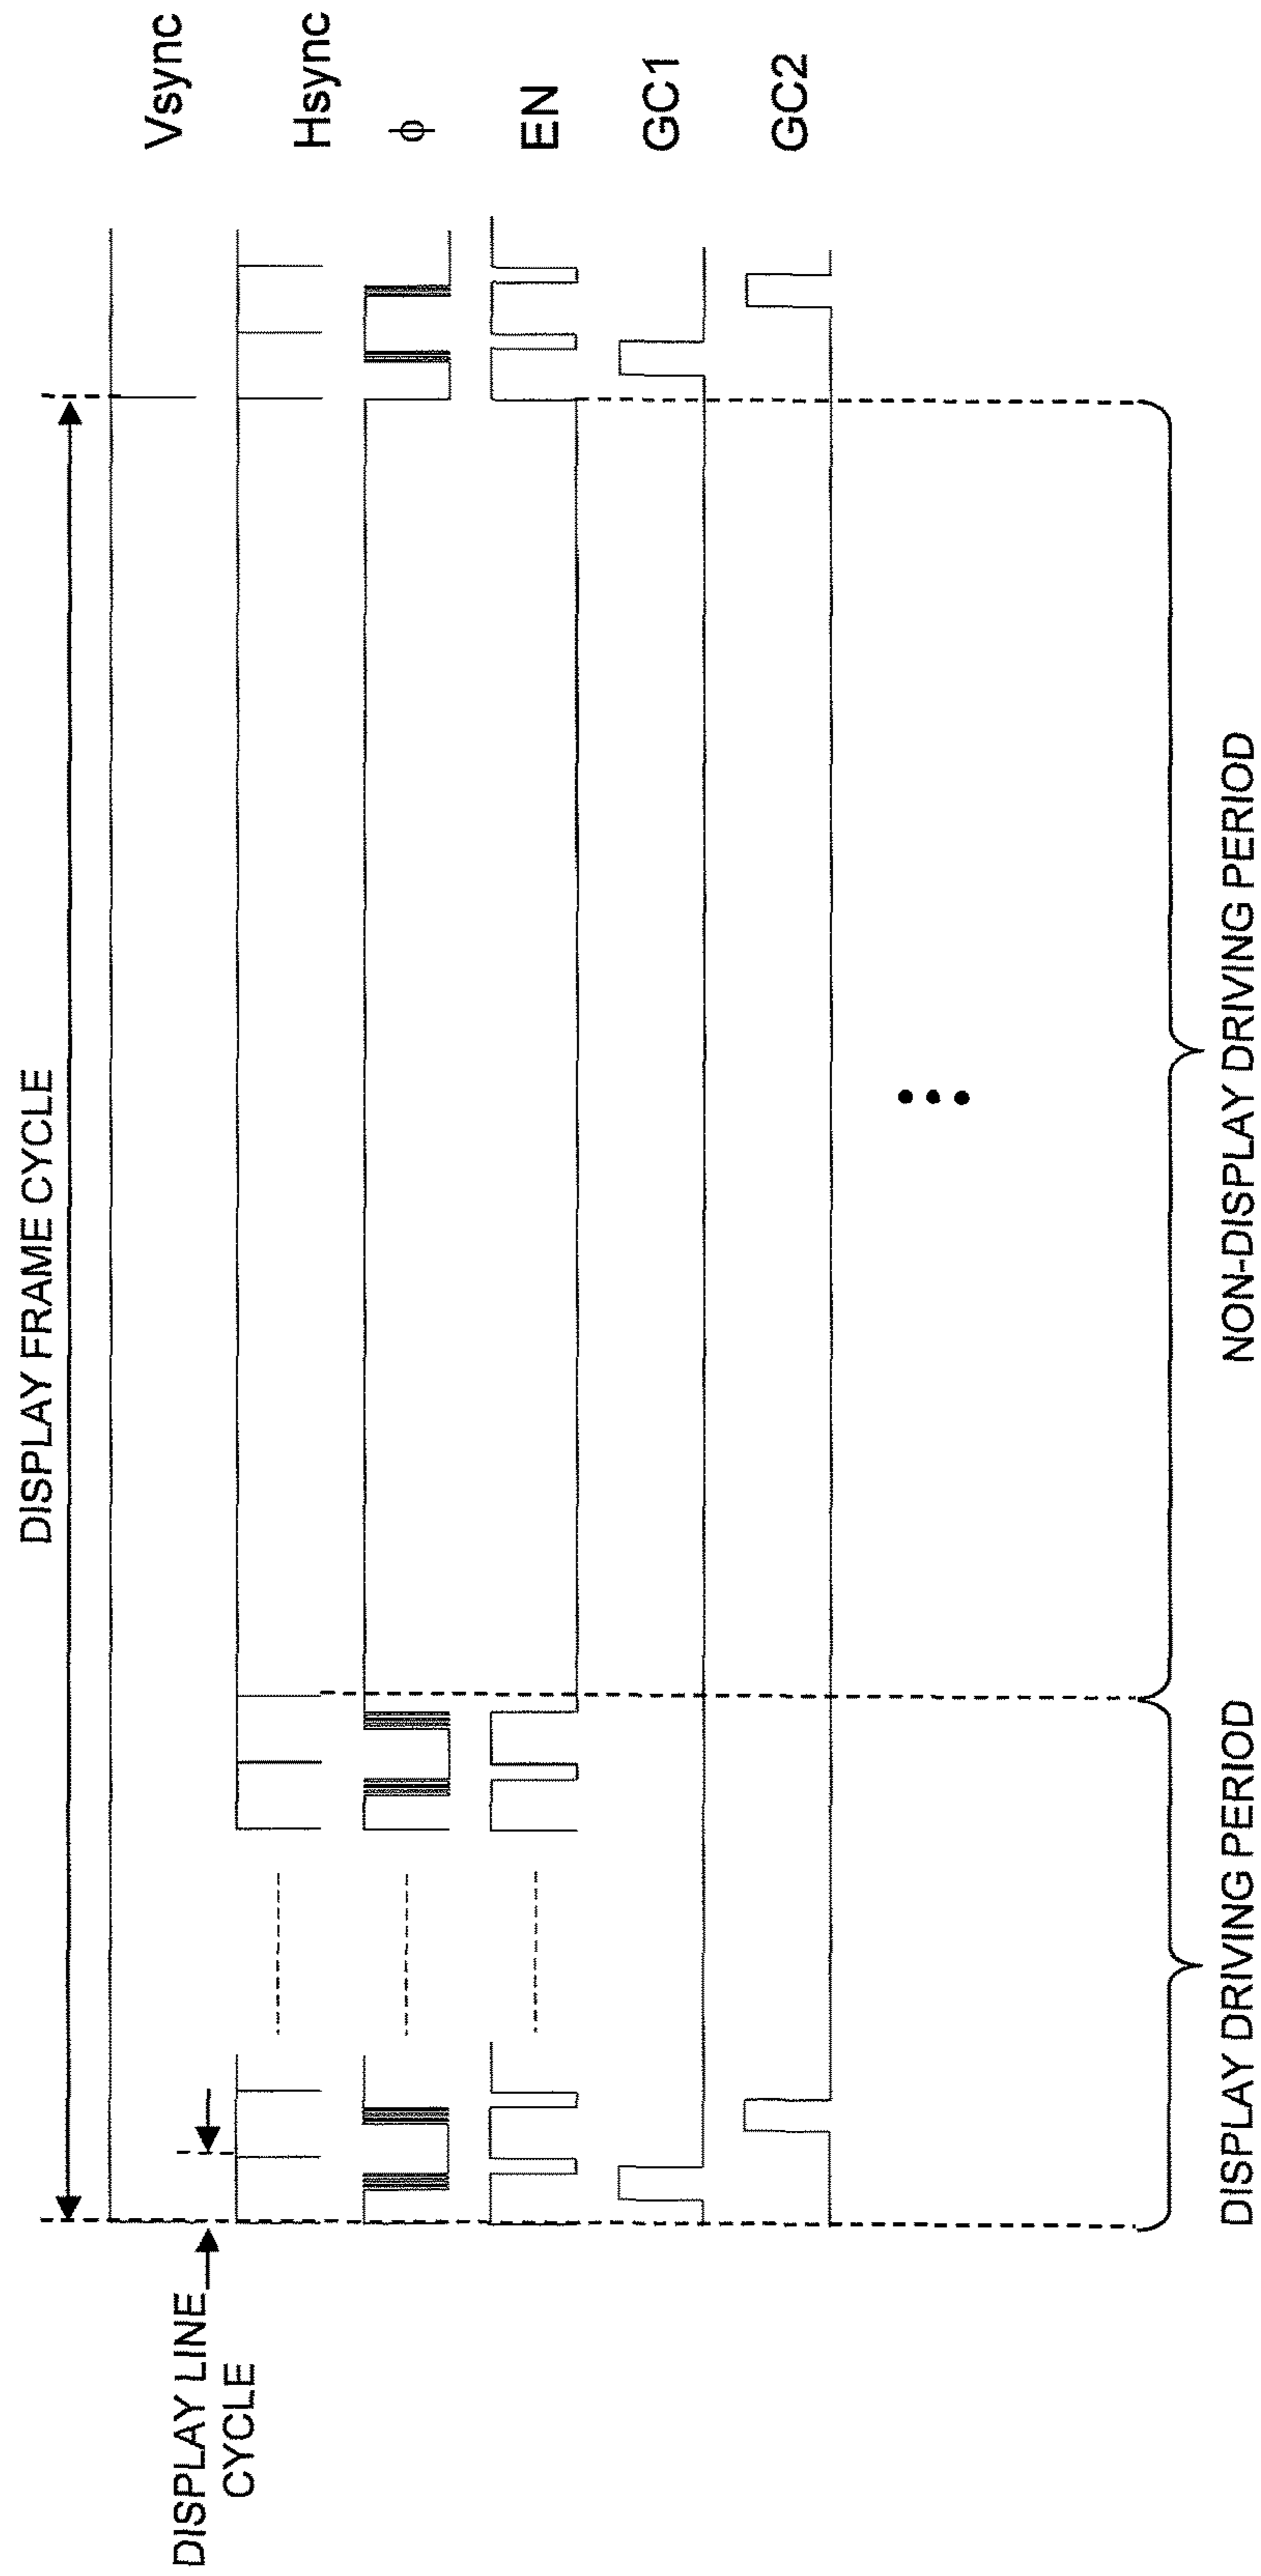 DISPLAY FRAME CYCLE
DISPLAY LINE
CYCLE
Vsync
Hsync
ϕ
EN
GC1
GC2
DISPLAY DRIVING PERIOD
NON-DISPLAY DRIVING PERIOD